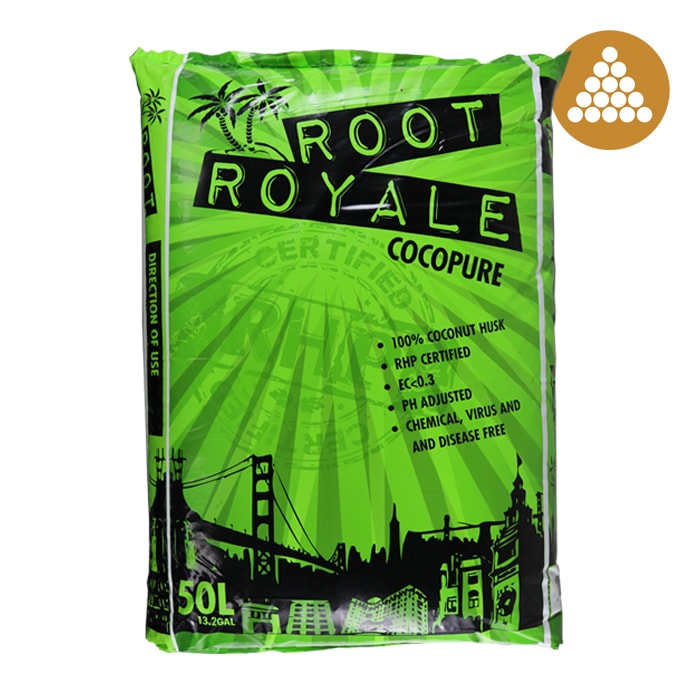 ROOT
ROYALE
COCOPURE
CERTIFIED
RHP
• 100% COCONUT HUSK
• RHP CERTIFIED
• EC<0.3
• PH ADJUSTED
• CHEMICAL, VIRUS AND
AND DISEASE FREE
50L
13.2GAL
ROOT
DIRECTION OF USE